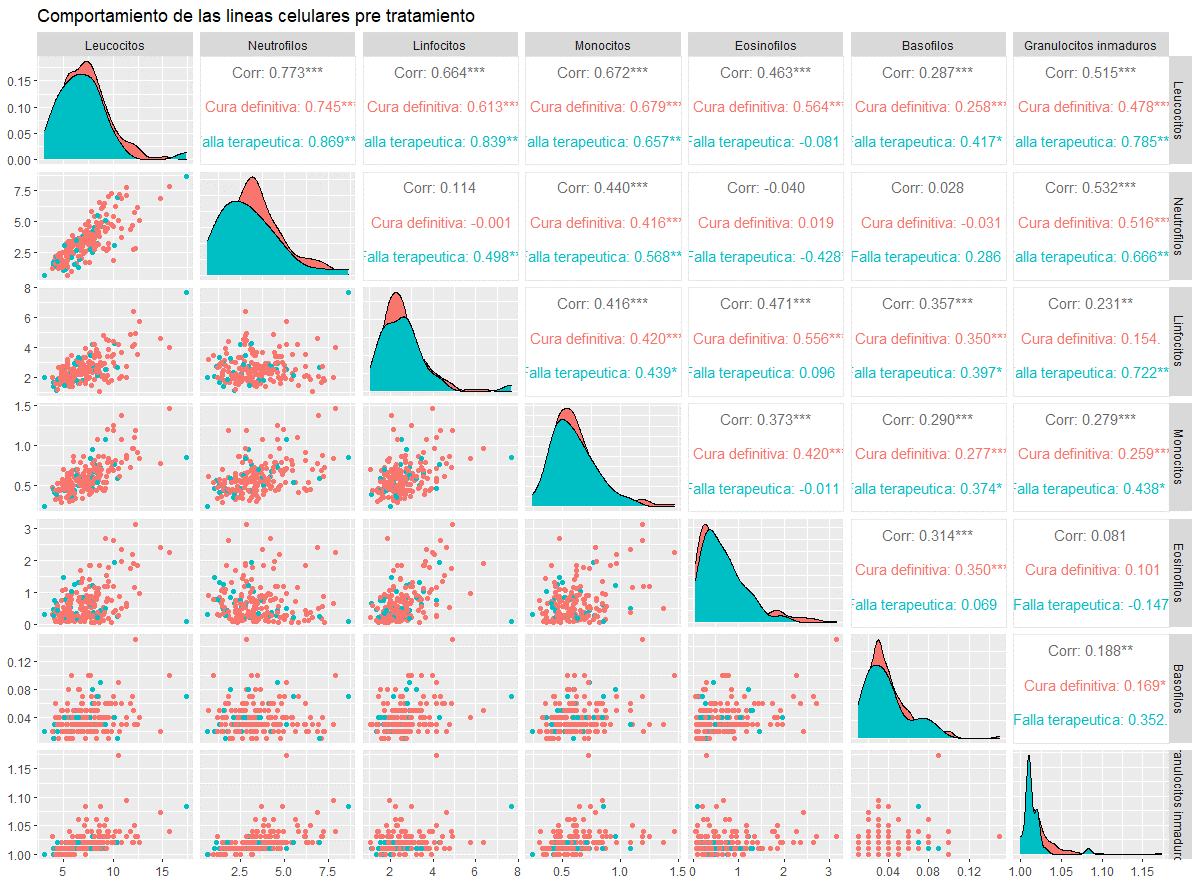 Comportamiento de las lineas celulares pre tratamiento
Leucocitos Neutrofilos Linfocitos Monocitos Eosinofilos Basofilos Granulocitos inmaduros
0.15
0.10
0.05
0.00
Corr: 0.773*** Corr: 0.664*** Corr: 0.672*** Corr: 0.463*** Corr: 0.287*** Corr: 0.515***
Cura definitiva: 0.745*** Cura definitiva: 0.613*** Cura definitiva: 0.679*** Cura definitiva: 0.564*** Cura definitiva: 0.258*** Cura definitiva: 0.478***
alla terapeutica: 0.869** alla terapeutica: 0.839** Falla terapeutica: 0.657** Falla terapeutica: -0.081 Falla terapeutica: 0.417* Falla terapeutica: 0.785**
Leucocitos
7.5
5.0
2.5
Corr: 0.114 Corr: 0.440*** Corr: -0.040 Corr: 0.028 Corr: 0.532***
Cura definitiva: -0.001 Cura definitiva: 0.416*** Cura definitiva: 0.019 Cura definitiva: -0.031 Cura definitiva: 0.516***
Falla terapeutica: 0.498** Falla terapeutica: 0.568** Falla terapeutica: -0.428* Falla terapeutica: 0.286 Falla terapeutica: 0.666**
Neutrofilos
8
6
4
2
Corr: 0.416*** Corr: 0.471*** Corr: 0.357*** Corr: 0.231**
Cura definitiva: 0.420*** Cura definitiva: 0.556*** Cura definitiva: 0.350*** Cura definitiva: 0.154.
Falla terapeutica: 0.439* Falla terapeutica: 0.096 Falla terapeutica: 0.397* Falla terapeutica: 0.722**
Linfocitos
1.5
1.0
0.5
Corr: 0.373*** Corr: 0.290*** Corr: 0.279***
Cura definitiva: 0.420*** Cura definitiva: 0.277*** Cura definitiva: 0.259***
Falla terapeutica: -0.011 Falla terapeutica: 0.374* Falla terapeutica: 0.438*
Monocitos
3
2
1
0
Corr: 0.314*** Corr: 0.081
Cura definitiva: 0.350*** Cura definitiva: 0.101
Falla terapeutica: 0.069 Falla terapeutica: -0.147
Eosinofilos
0.12
0.08
0.04
Corr: 0.188**
Cura definitiva: 0.169*
Falla terapeutica: 0.352.
Basofilos
1.15
1.10
1.05
1.00
ranulocitos inmaduro
5 10 15 2.5 5.0 7.5 2 4 6 8 0.5 1.0 1.5 0 1 2 3 0.04 0.08 0.12 1.00 1.05 1.10 1.15